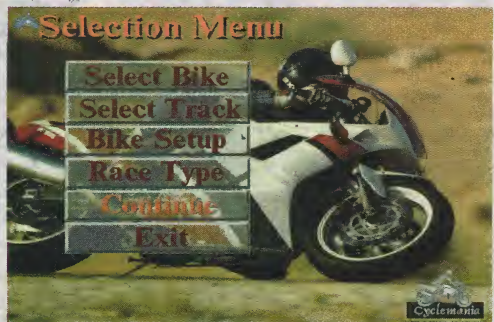 Selection Menu
Select Bike
Select Track
Bike Setup
Race Type
Continue
Exit
Cyclemania